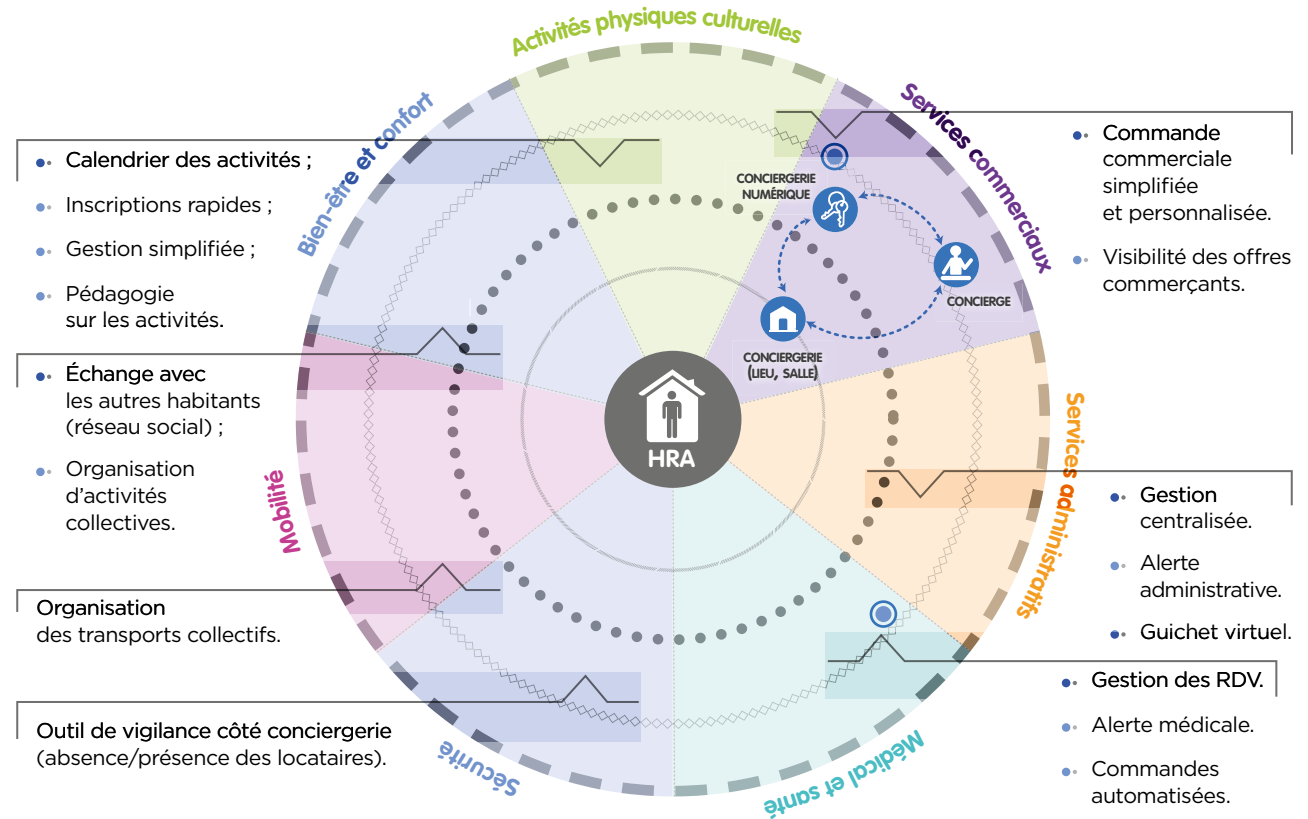 Activités physiques culturelles
Services commerciaux
Bien-être et confort
Calendrier des activités ;
Inscriptions rapides ;
Gestion simplifiée ;
Pédagogie
sur les activités.
Commande
commerciale
simplifiée
et personnalisée.
Visibilité des offres
commerçants.
CONCIERGERIE
NUMÉRIQUE
CONCIERGE
CONCIERGERIE
(LIEU, SALLE)
Échange avec
les autres habitants
(réseau social) ;
Organisation
d'activités
collectives.
HRA
Mobilité
Services administratifs
Gestion
centralisée.
Alerte
administrative.
Guichet virtuel.
Organisation
des transports collectifs.
Gestion des RDV.
Alerte médicale.
Commandes
automatisées.
Outil de vigilance côté conciergerie
(absence/présence des locataires).
Sécurité
Médical et santé